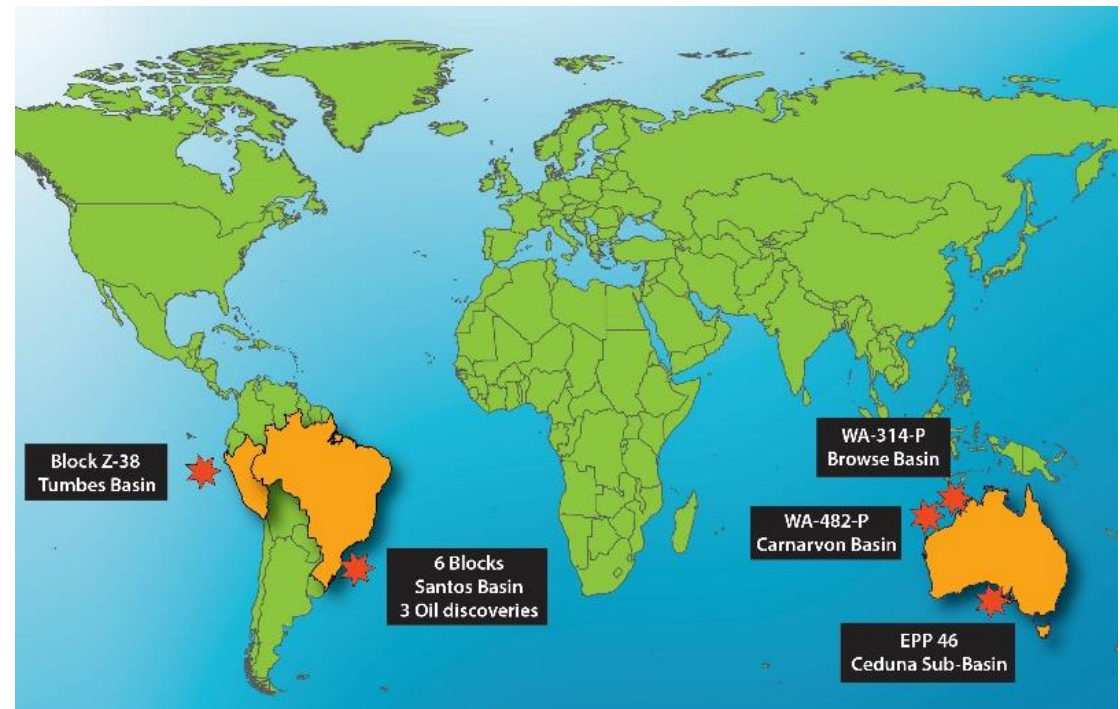 Block Z-38
Tumbes Basin
6 Blocks
Santos Basin
3 Oil discoveries
WA-314-P
Browse Basin
WA-482-P
Carnarvon Basin
EPP 46
Ceduna Sub-Basin